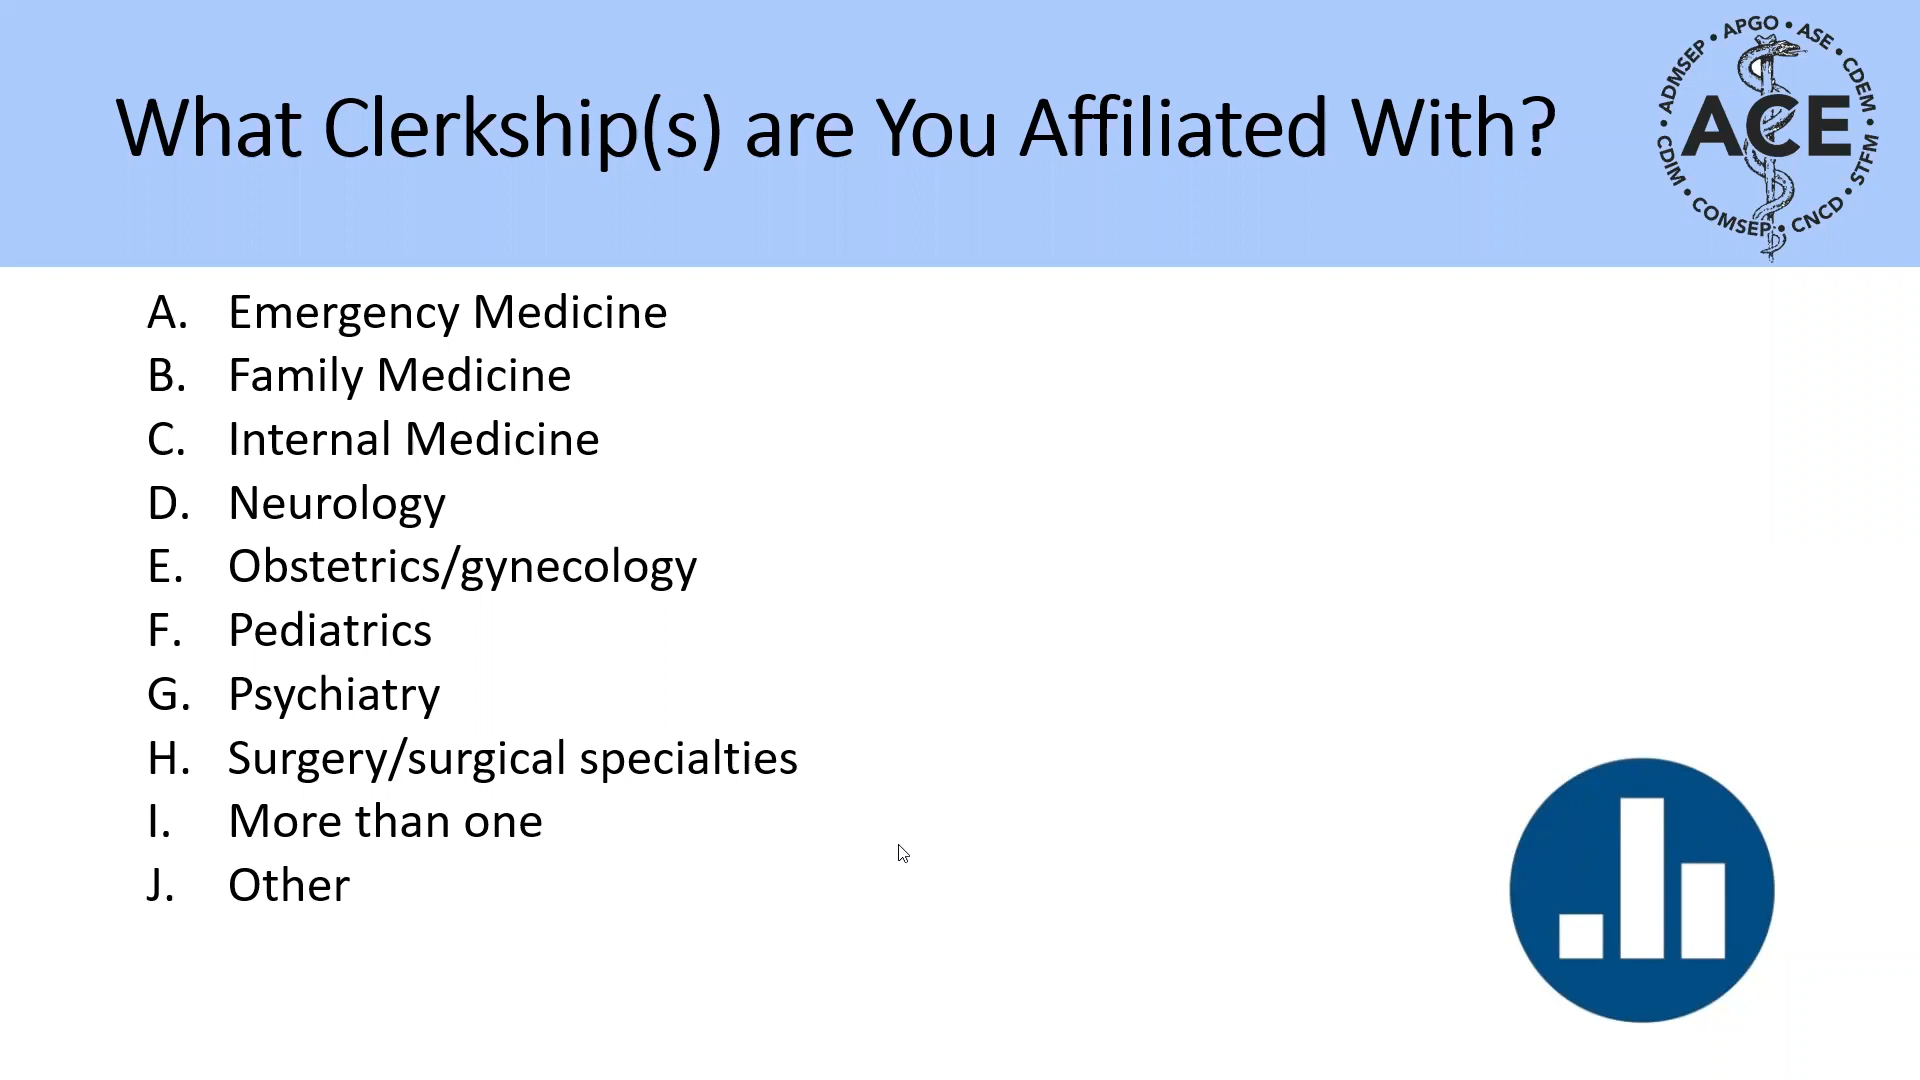 What Clerkship(s) are You Affiliated With?
ADMSEP • APGO • ASE • CDEM • STFM • CNCD • COMSEP • CDIM •
ACE
A. Emergency Medicine
B. Family Medicine
C. Internal Medicine
D. Neurology
E. Obstetrics/gynecology
F. Pediatrics
G. Psychiatry
H. Surgery/surgical specialties
I. More than one
J. Other